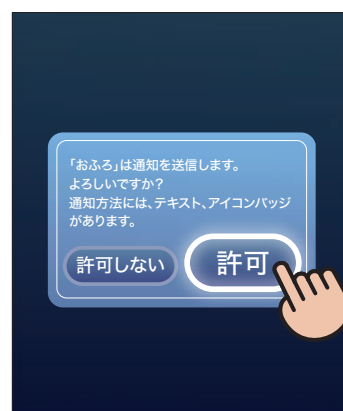 「おふろ」は通知を送信します。
よろしいですか？
通知方法には、テキスト、アイコンバッジ
があります。
許可しない
許可